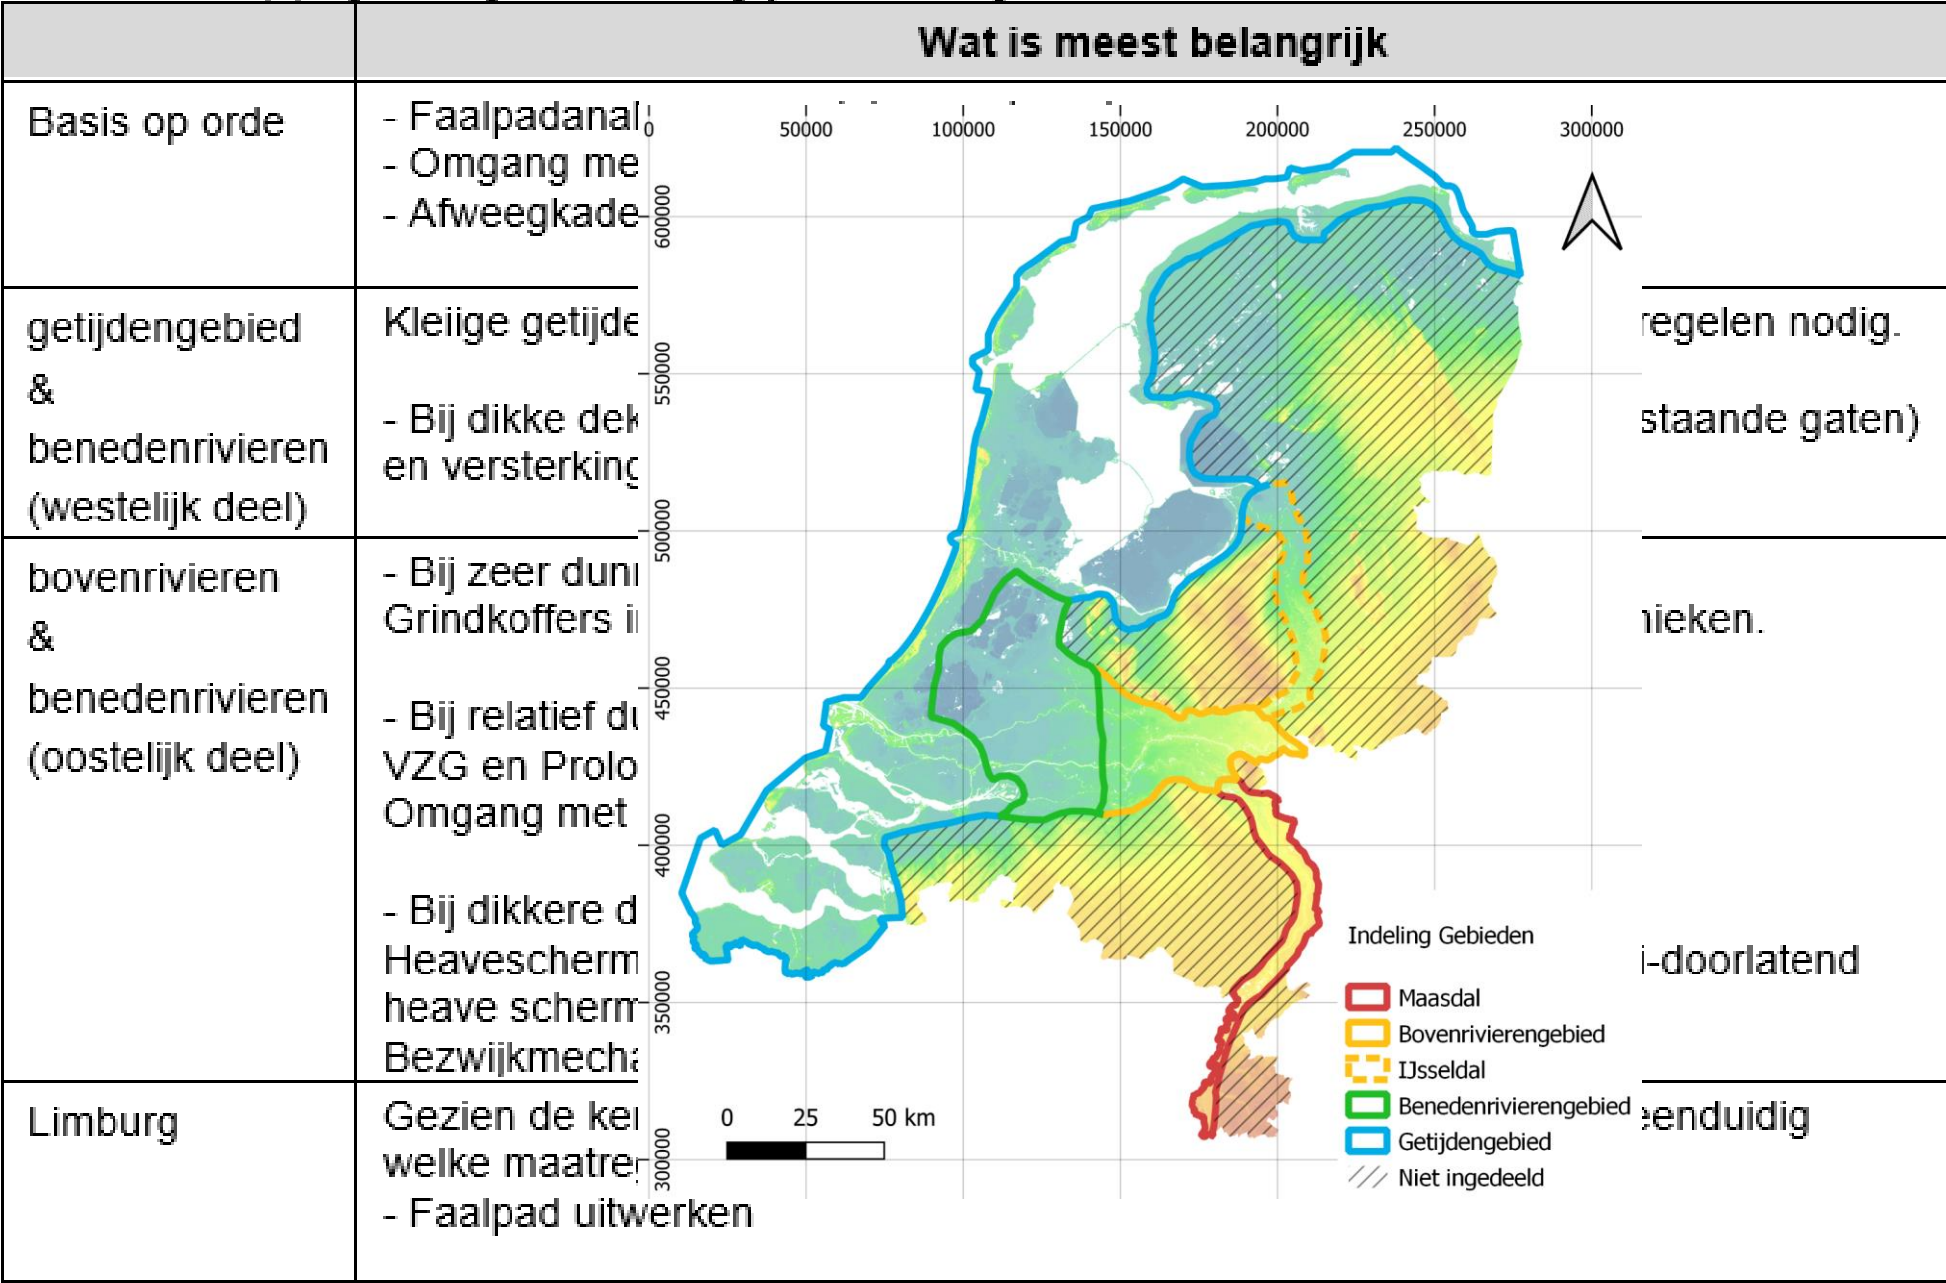 Wat is meest belangrijk
Basis op orde
- Faalpadanal
- Omgang me
- Afweegkade
getijdengebied
&
benedenrivieren
(westelijk deel)
Kleiige getijde
regelen nodig.
- Bij dikke dek
staande gaten)
en versterking
bovenrivieren
&
benedenrivieren
(oostelijk deel)
- Bij zeer dun
Grindkoffers i
nieken.
- Bij relatief du
VZG en Prolo
Omgang met
- Bij dikkere d
Heavescherm
i-doorlatend
heave scherm
Bezwijkmecha
Limburg
Gezien de ke
eenduidig
welke maatre
- Faalpad uitwerken
0 50000 100000 150000 200000 250000 300000
600000
550000
500000
450000
400000
350000
300000
0 25 50 km
Indeling Gebieden
Maasdal
Bovenrivierengebied
IJsseldal
Benedenrivierengebied
Getijdengebied
Niet ingedeeld